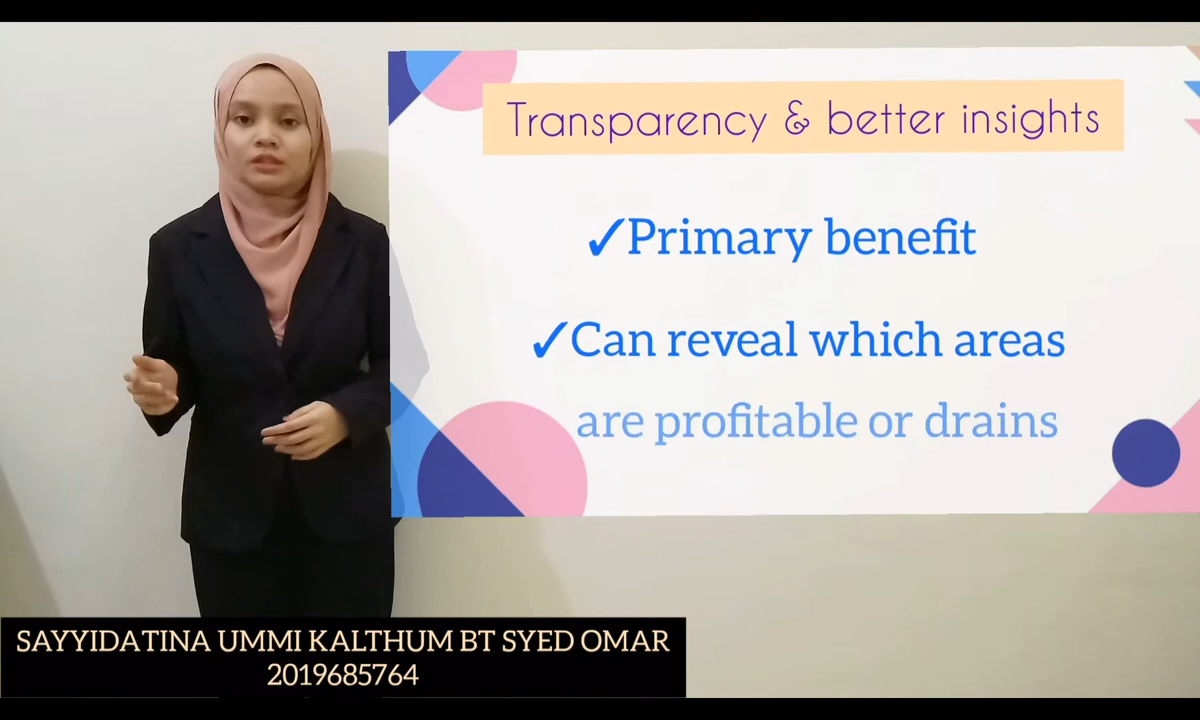 Transparency & better insights
✓Primary benefit
✓Can reveal which areas
are profitable or drains
SAYYIDATINA UMMI KALTHUM BT SYED OMAR
2019685764